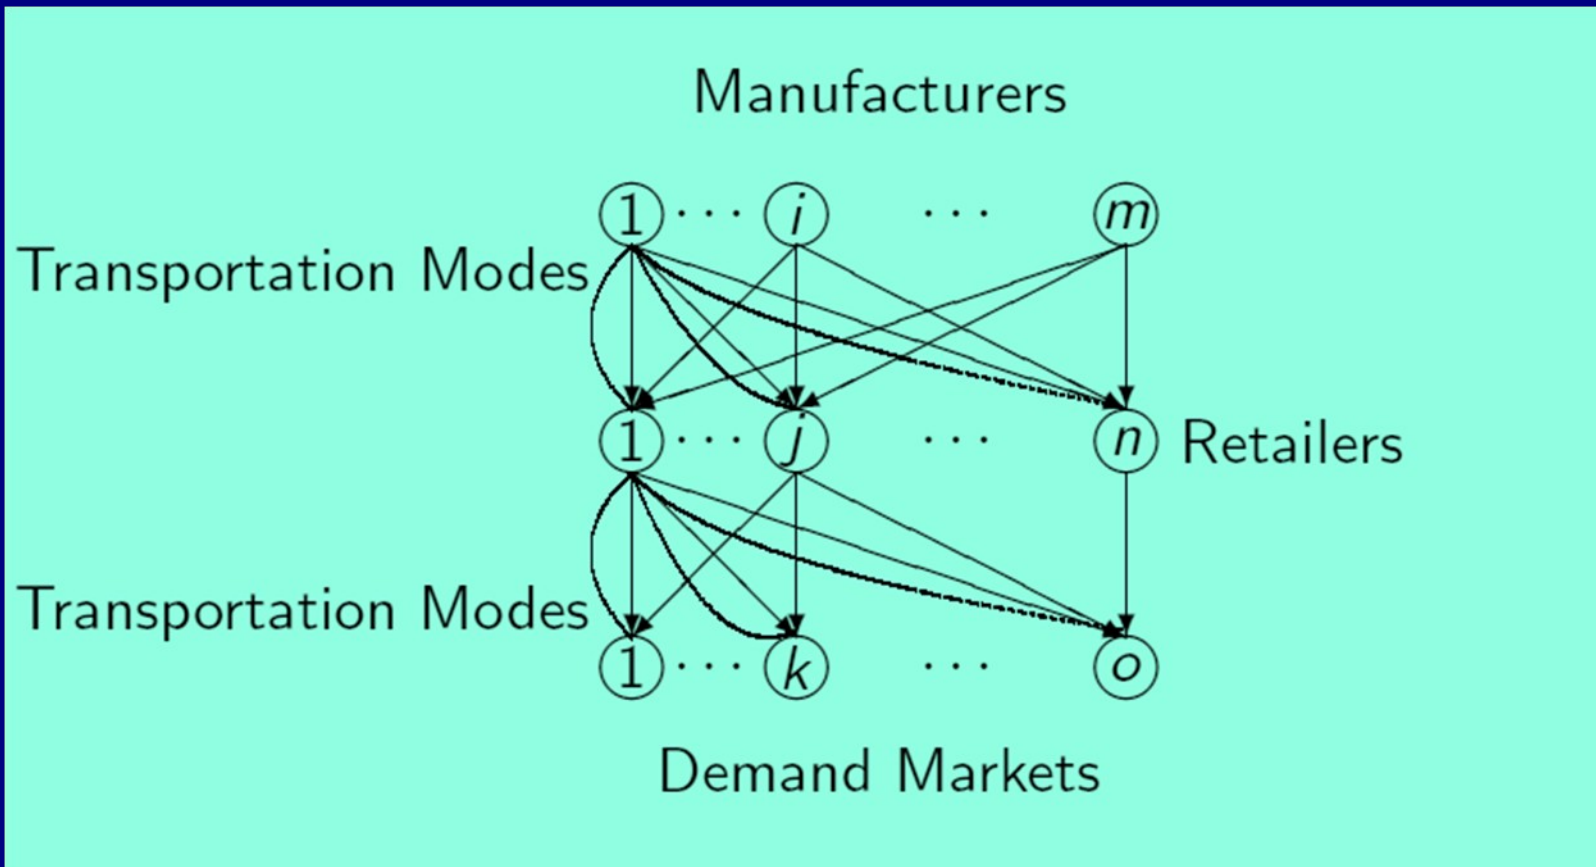 Manufacturers
1 ··· i ··· m
Transportation Modes
1 ··· j ··· n Retailers
Transportation Modes
1 ··· k ··· o
Demand Markets